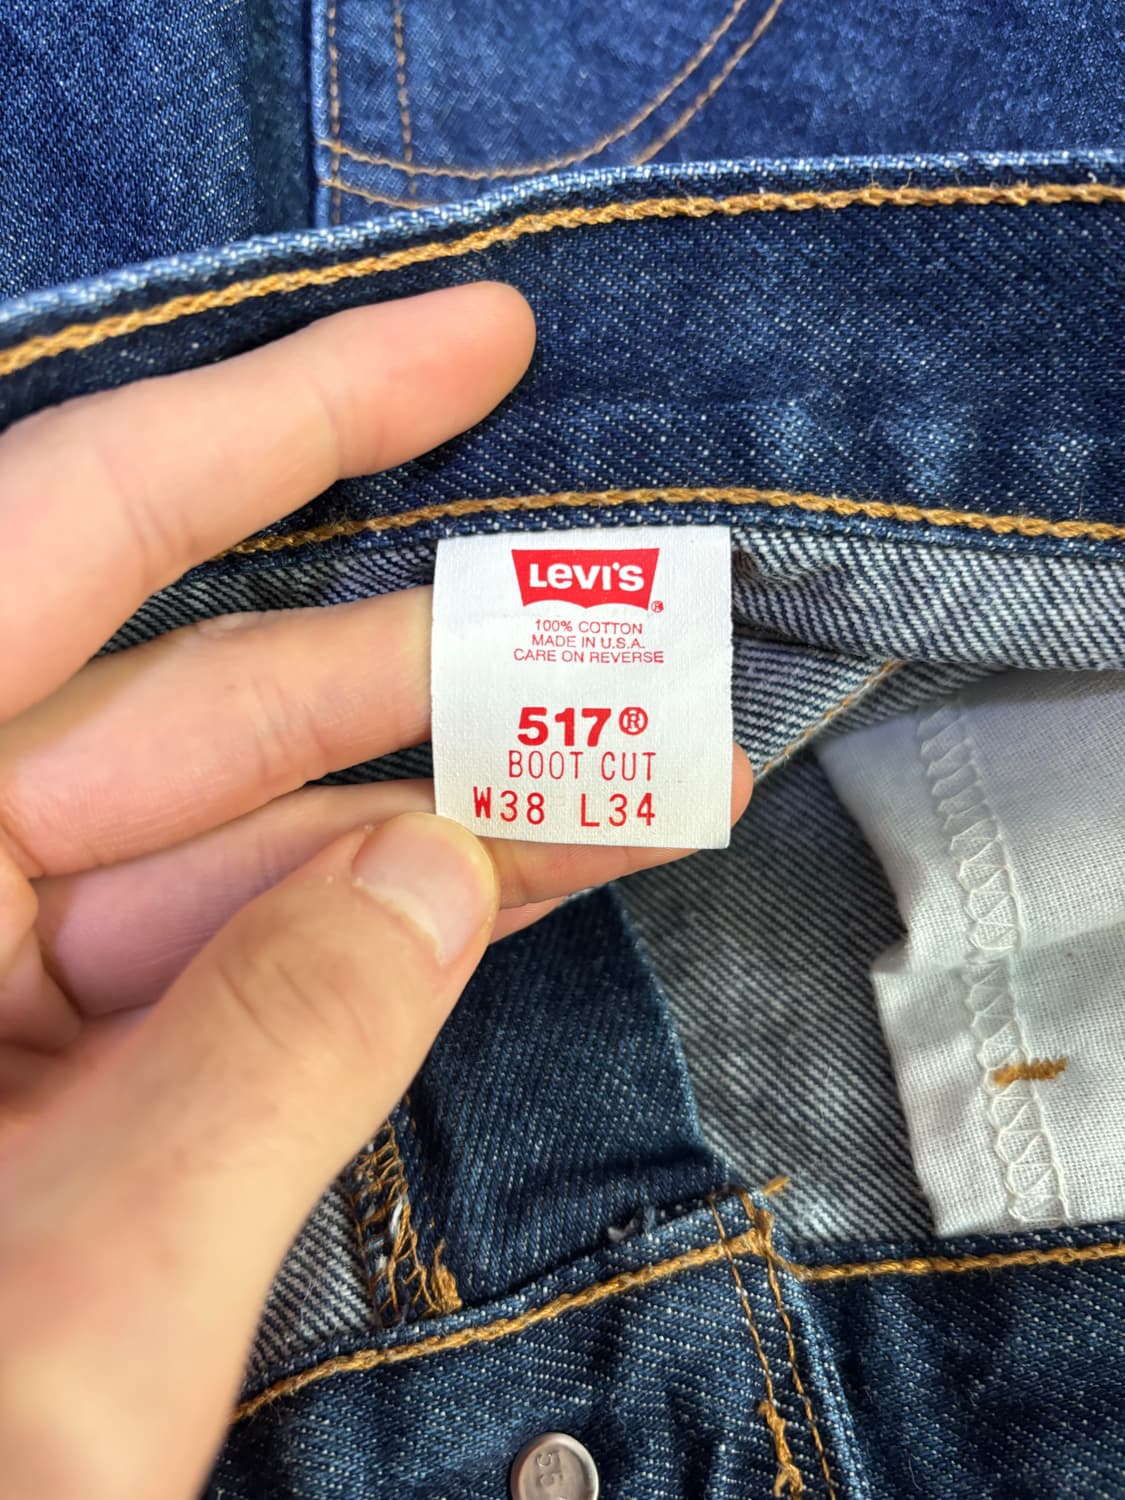 LEVI'S®
100% COTTON
MADE IN U.S.A.
CARE ON REVERSE
517®
BOOT CUT
W38 L34